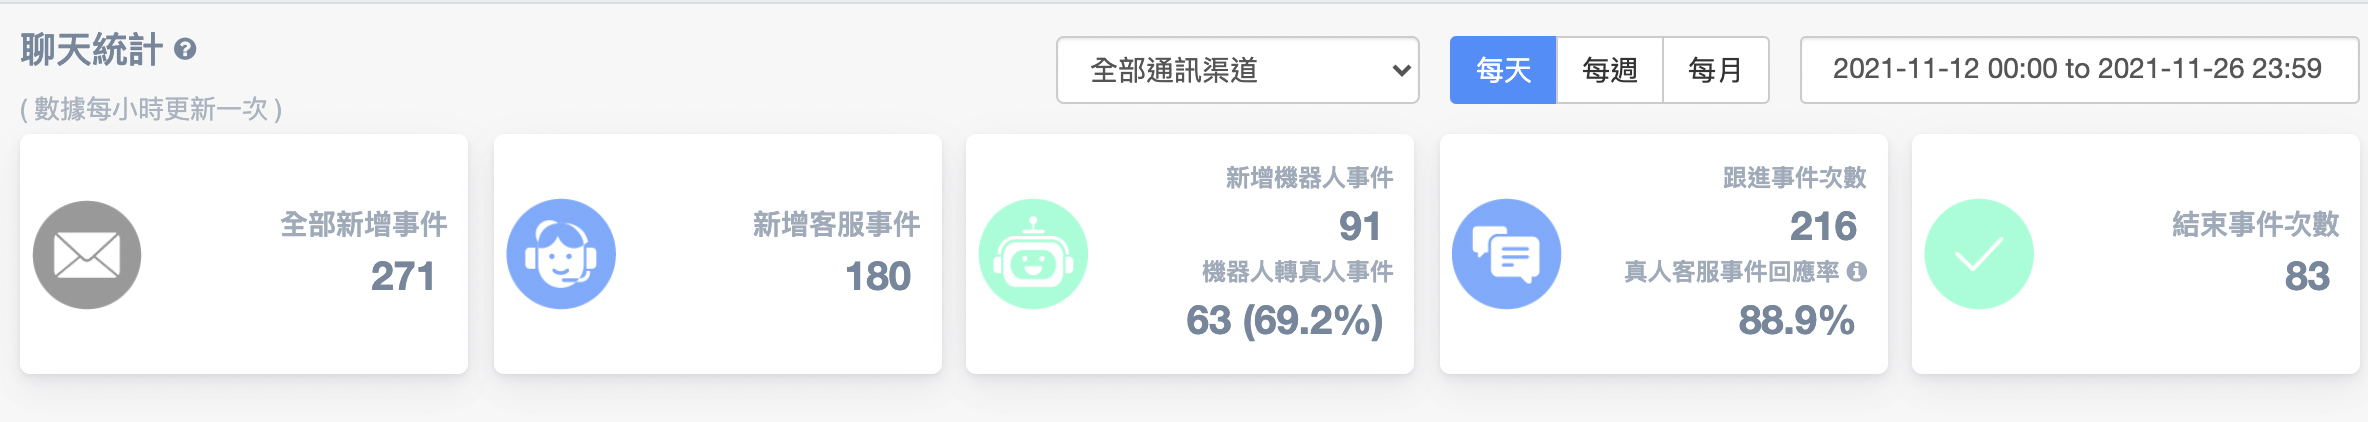 聊天統計
( 數據每小時更新一次 )
全部通訊渠道
每天
每週
每月
2021-11-12 00:00 to 2021-11-26 23:59
全部新增事件
271
新增客服事件
180
新增機器人事件
91
機器人轉真人事件
63 (69.2%)
跟進事件次數
216
真人客服事件回應率
88.9%
結束事件次數
83